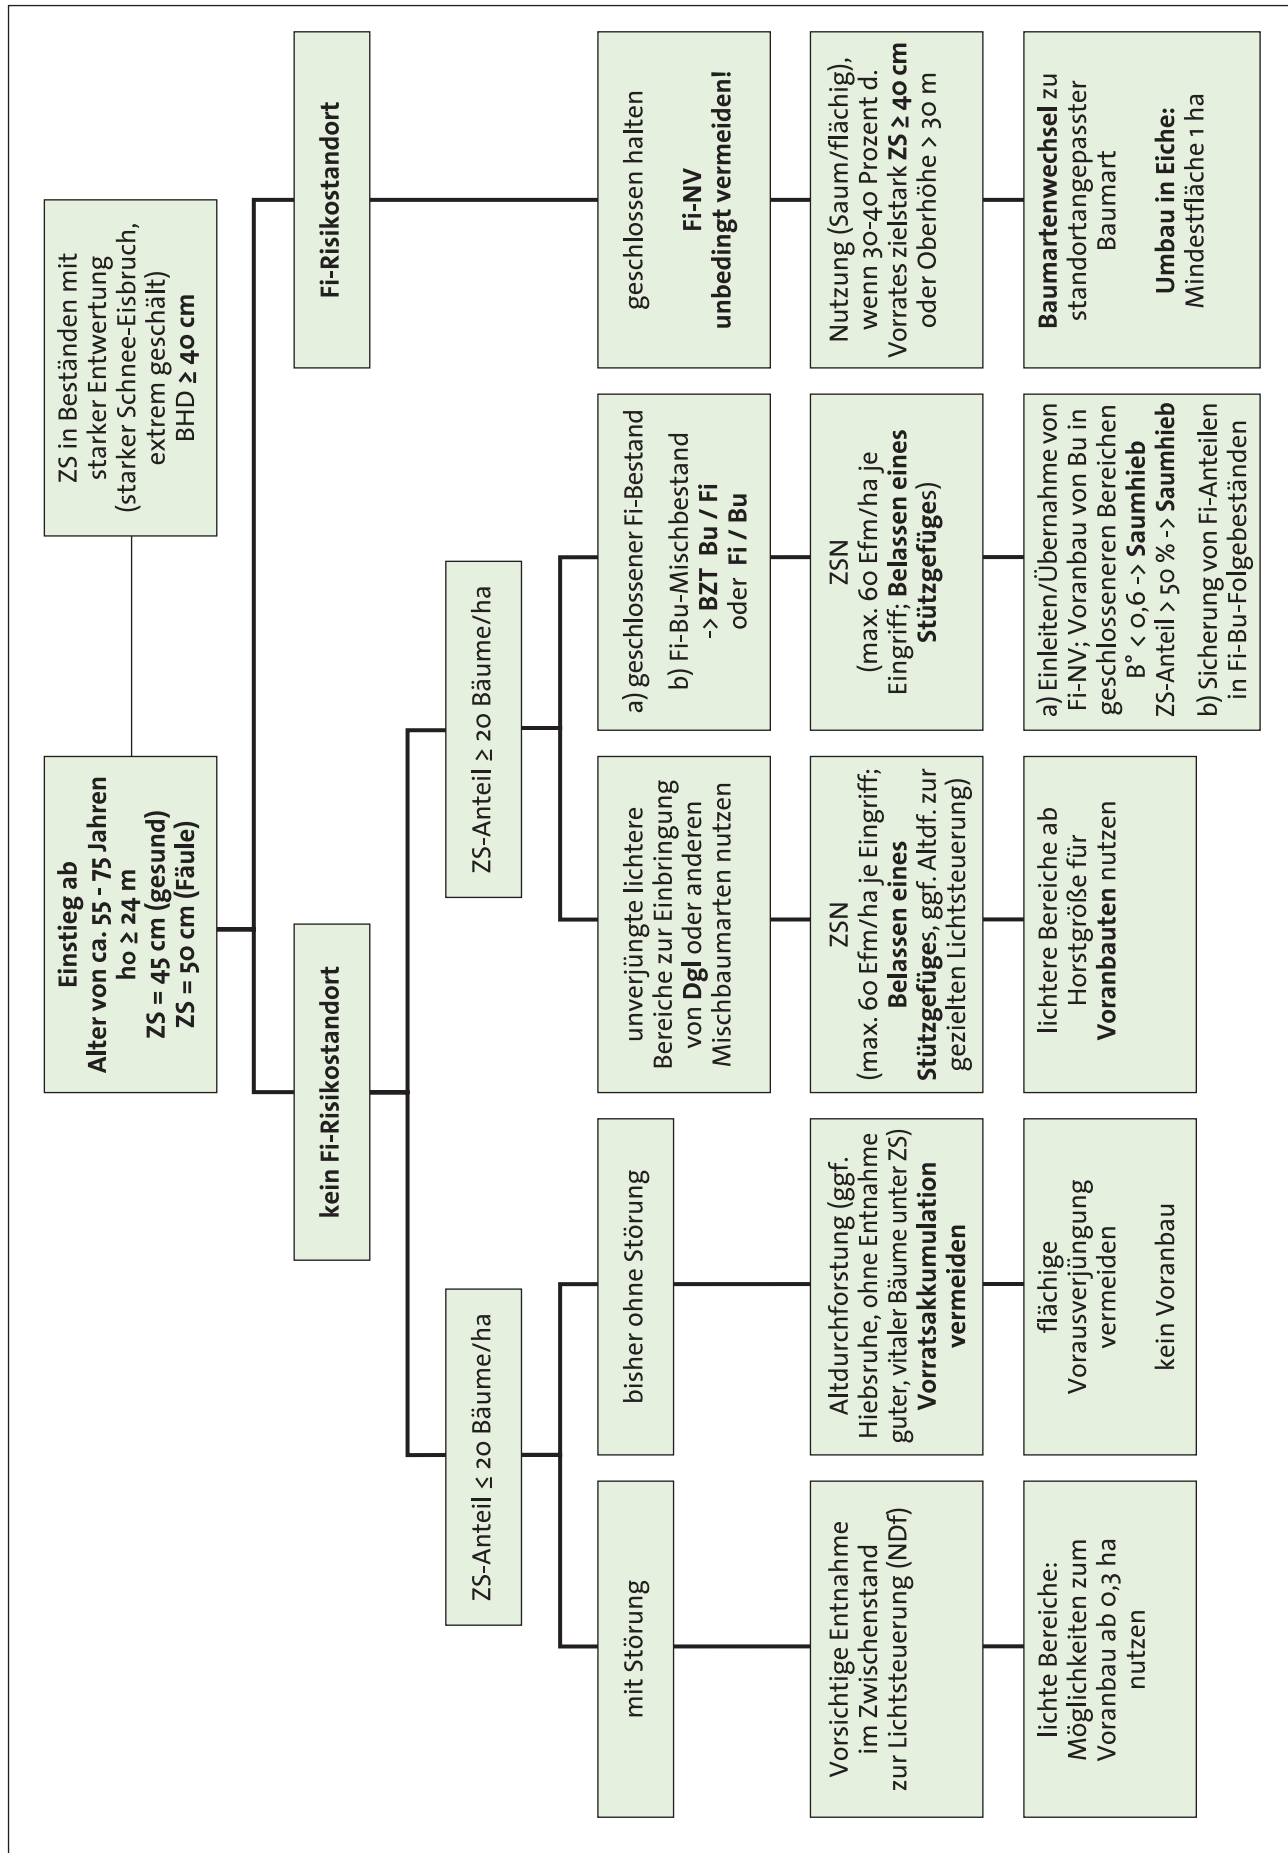 Einstieg ab
Alter von ca. 55 - 75 Jahren
ho ≥ 24 m
ZS = 45 cm (gesund)
ZS = 50 cm (Fäule)
ZS in Beständen mit
starker Entwertung
(starker Schnee-Eisbruch,
extrem geschält)
BHD ≥ 40 cm
kein Fi-Risikostandort
Fi-Risikostandort
ZS-Anteil ≤ 20 Bäume/ha
ZS-Anteil ≥ 20 Bäume/ha
mit Störung
bisher ohne Störung
unverjüngte lichtere
Bereiche zur Einbringung
von Dgl oder anderen
Mischbaumarten nutzen
a) geschlossener Fi-Bestand
b) Fi-Bu-Mischbestand
-> BZT Bu / Fi
oder Fi / Bu
geschlossen halten
Fi-NV
unbedingt vermeiden!
Vorsichtige Entnahme
im Zwischenstand
zur Lichtsteuerung (NDf)
Altdurchforstung (ggf.
Hiebsruhe, ohne Entnahme
guter, vitaler Bäume unter ZS)
Vorratsakkumulation
vermeiden
ZSN
(max. 60 Efm/ha je Eingriff;
Belassen eines
Stützgefüges, ggf. Altdf. zur
gezielten Lichtsteuerung)
ZSN
(max. 60 Efm/ha je
Eingriff; Belassen eines
Stützgefüges)
Nutzung (Saum/flächig),
wenn 30-40 Prozent d.
Vorrates zielstark ZS ≥ 40 cm
oder Oberhöhe > 30 m
lichte Bereiche:
Möglichkeiten zum
Voranbau ab 0,3 ha
nutzen
flächige
Vorausverjüngung
vermeiden
kein Voranbau
lichtere Bereiche ab
Horstgröße für
Voranbauten nutzen
a) Einleiten/Übernahme von
Fi-NV; Voranbau von Bu in
geschlosseneren Bereichen
B° < 0,6 -> Saumhieb
ZS-Anteil > 50 % -> Saumhieb
b) Sicherung von Fi-Anteilen
in Fi-Bu-Folgebeständen
Baumartenwechsel zu
standortangepasster
Baumart
Umbau in Eiche:
Mindestfläche 1 ha